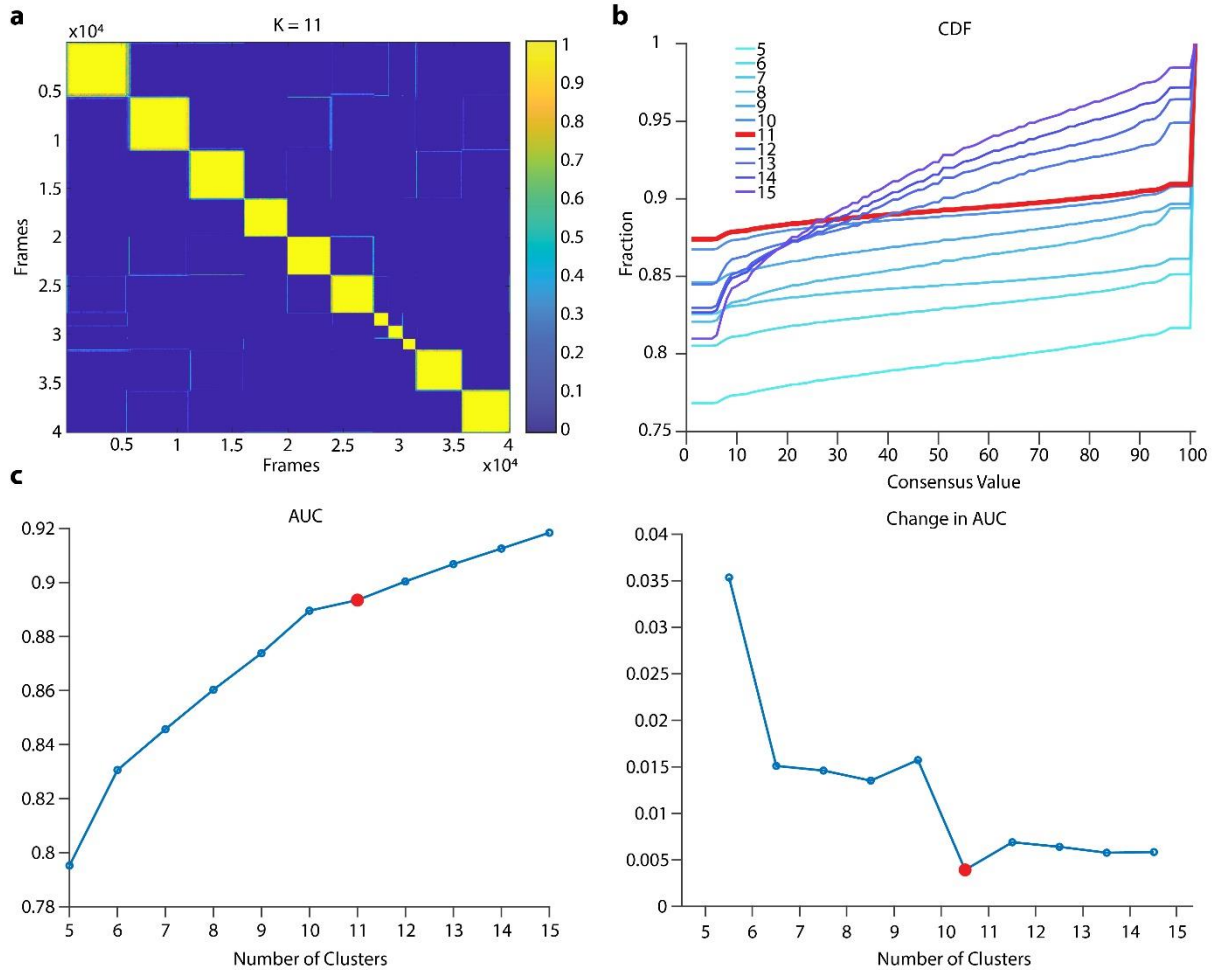 a
K = 11
x10⁴
0.5
1
1.5
2
2.5
3
3.5
4
Frames
0.5 1 1.5 2 2.5 3 3.5 4
Frames
x10⁴
1
0.9
0.8
0.7
0.6
0.5
0.4
0.3
0.2
0.1
0
b
CDF
1
0.95
0.9
0.85
0.8
0.75
Fraction
5
6
7
8
9
10
11
12
13
14
15
0 10 20 30 40 50 60 70 80 90 100
Consensus Value
c
AUC
0.92
0.9
0.88
0.86
0.84
0.82
0.8
0.78
5 6 7 8 9 10 11 12 13 14 15
Number of Clusters
Change in AUC
0.04
0.035
0.03
0.025
0.02
0.015
0.01
0.005
0
5 6 7 8 9 10 11 12 13 14 15
Number of Clusters